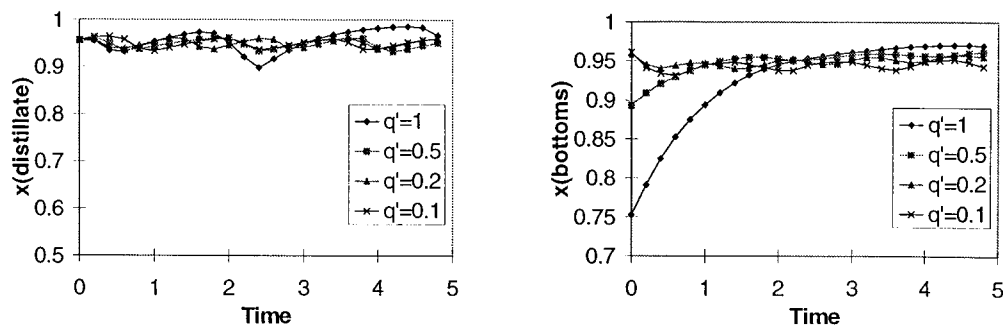 x(distillate)
1
0.9
0.8
0.7
0.6
0.5
0 1 2 3 4 5
Time
q'=1
q'=0.5
q'=0.2
q'=0.1
x(bottoms)
1
0.95
0.9
0.85
0.8
0.75
0.7
0 1 2 3 4 5
Time
q'=1
q'=0.5
q'=0.2
q'=0.1